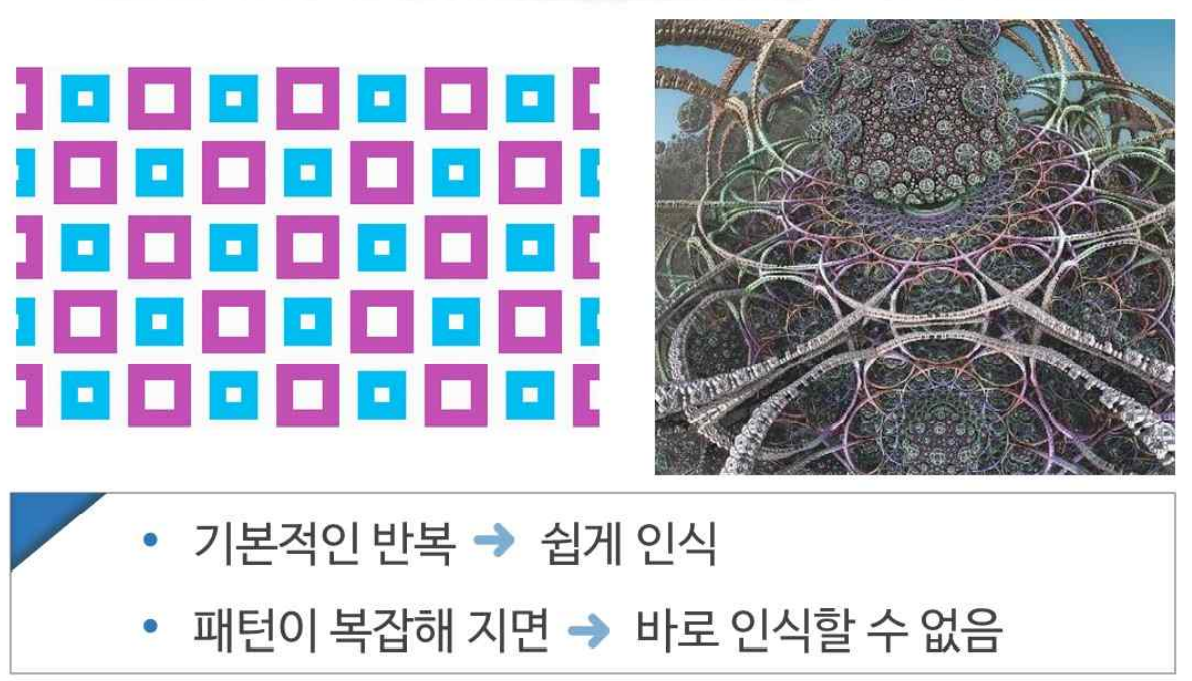 • 기본적인 반복 ➜ 쉽게 인식
• 패턴이 복잡해 지면 ➜ 바로 인식할 수 없음